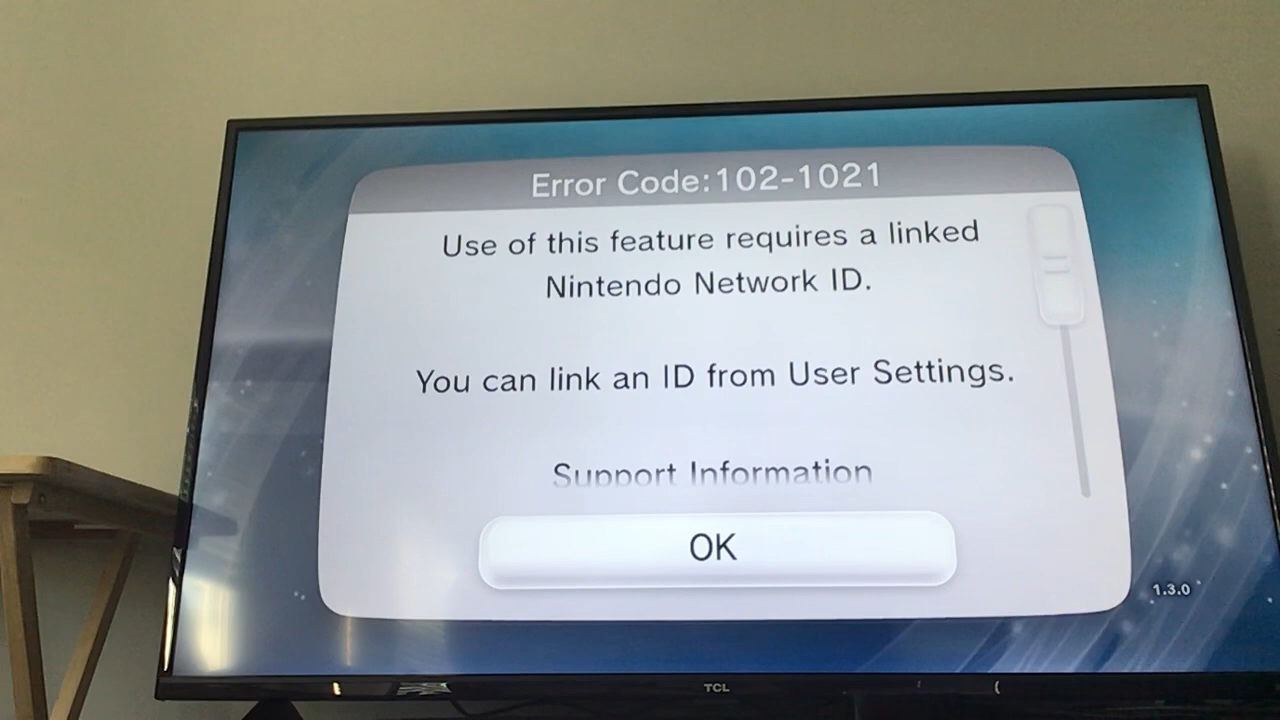 Error Code:102-1021
Use of this feature requires a linked
Nintendo Network ID.
You can link an ID from User Settings.
Support Information
OK
1.3.0
TCL